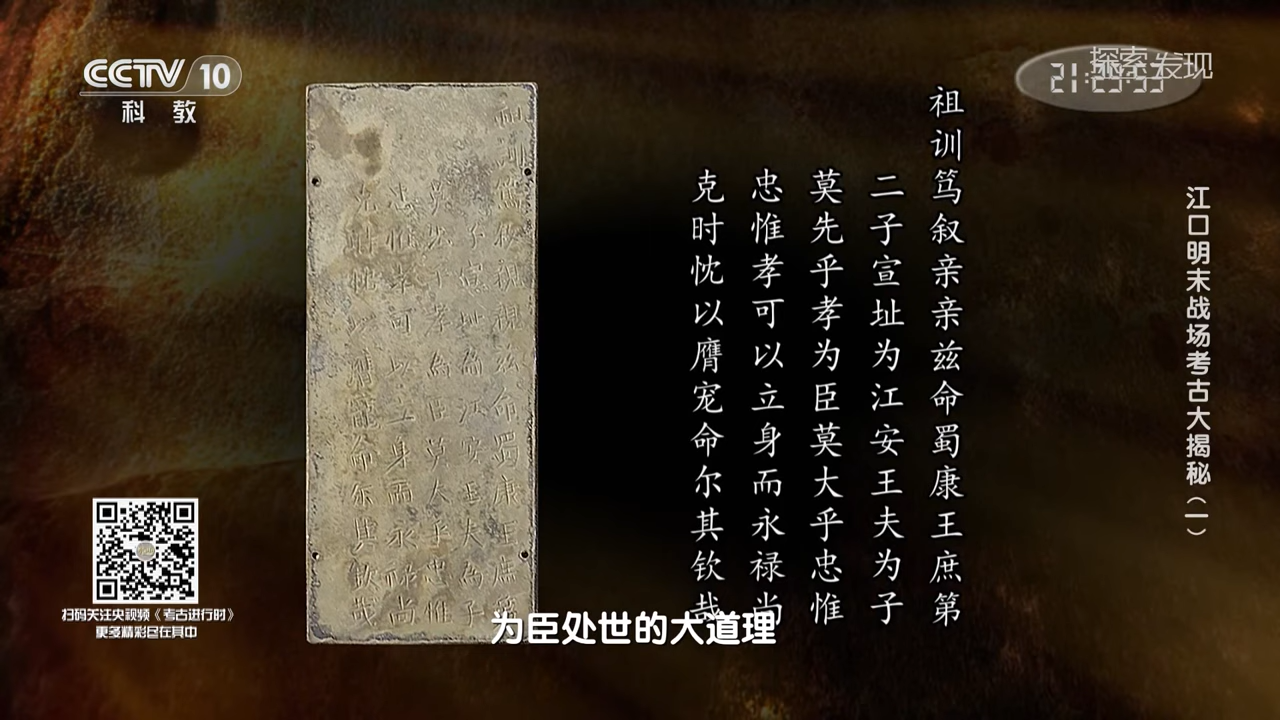 CCTV 10
科教
探索发现
21:23:53
祖训笃叙亲亲兹命蜀康王庶第
二子宣址为江安王夫为子
莫先乎孝为臣莫大乎忠惟
忠惟孝可以立身而永禄尚
克时忱以膺宠命尔其钦哉
江口明末战场考古大揭秘（一）
扫码关注央视频《考古进行时》
更多精彩尽在其中
为臣处世的大道理